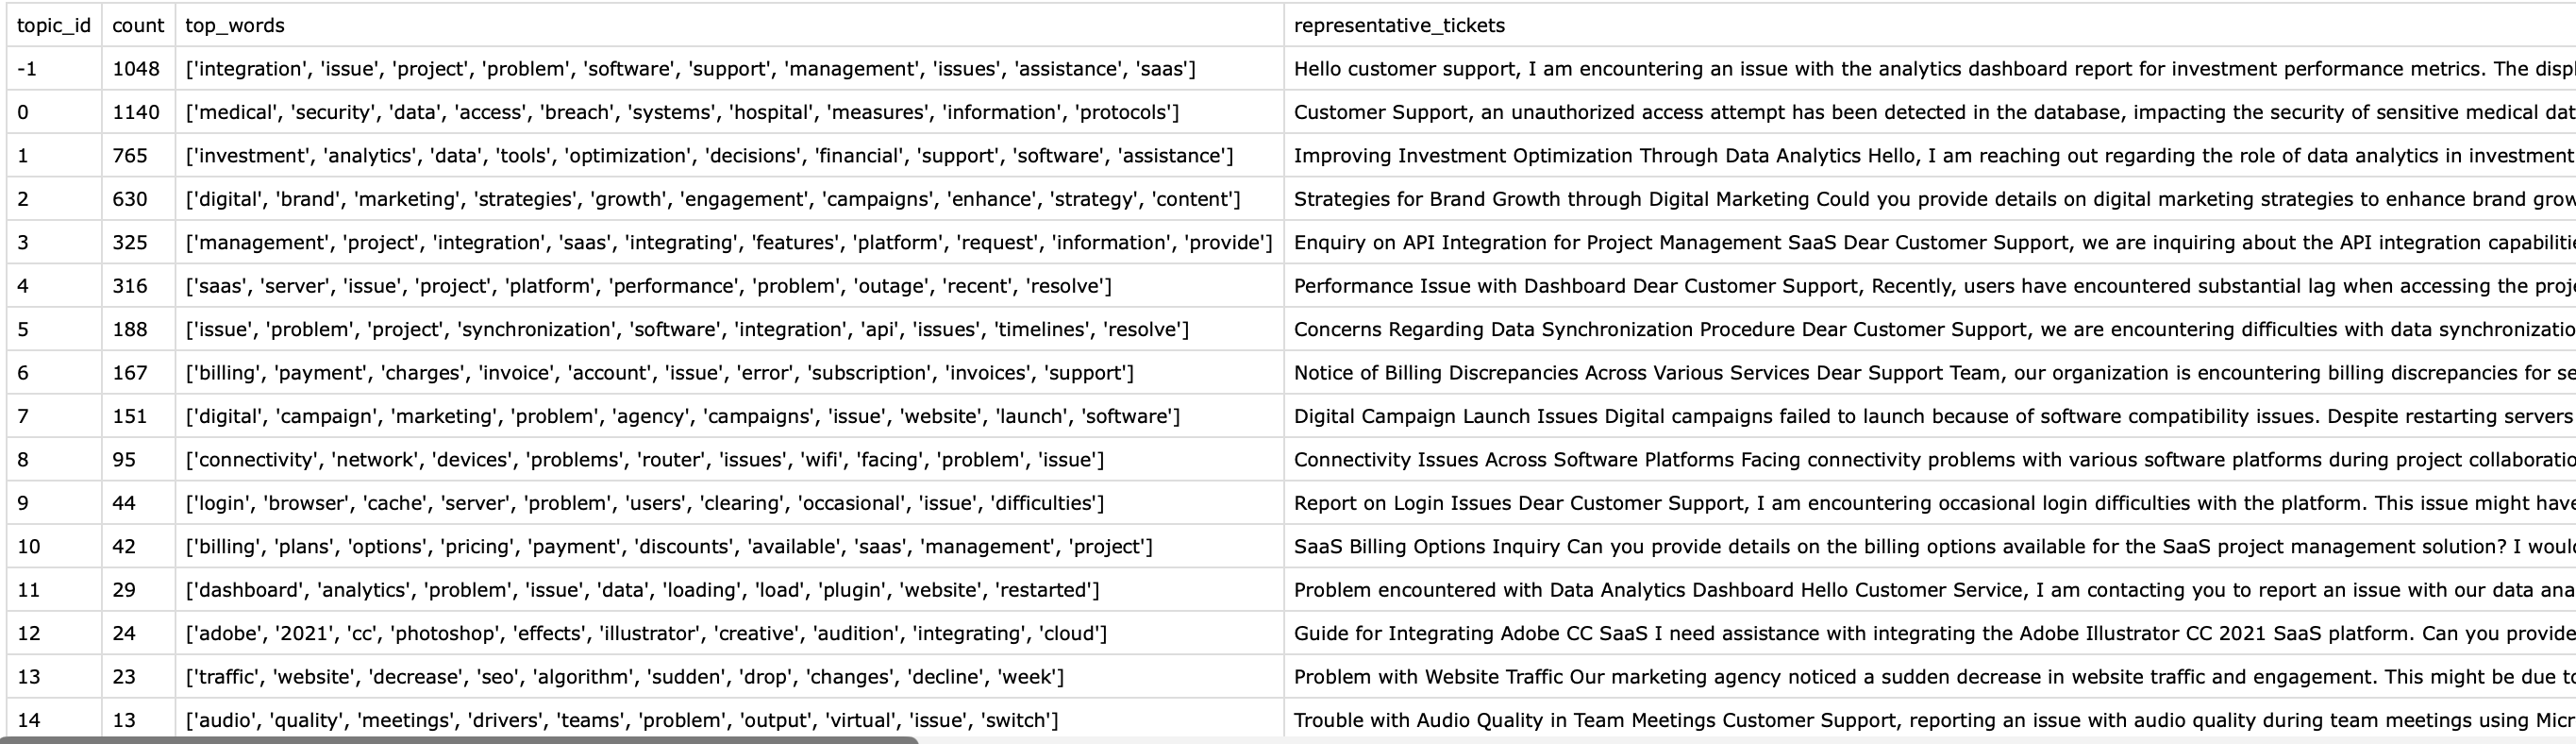 topic_id count top_words representative_tickets
-1 1048 ['integration', 'issue', 'project', 'problem', 'software', 'support', 'management', 'issues', 'assistance', 'saas'] Hello customer support, I am encountering an issue with the analytics dashboard report for investment performance metrics. The disp
0 1140 ['medical', 'security', 'data', 'access', 'breach', 'systems', 'hospital', 'measures', 'information', 'protocols'] Customer Support, an unauthorized access attempt has been detected in the database, impacting the security of sensitive medical dat
1 765 ['investment', 'analytics', 'data', 'tools', 'optimization', 'decisions', 'financial', 'support', 'software', 'assistance'] Improving Investment Optimization Through Data Analytics Hello, I am reaching out regarding the role of data analytics in investment
2 630 ['digital', 'brand', 'marketing', 'strategies', 'growth', 'engagement', 'campaigns', 'enhance', 'strategy', 'content'] Strategies for Brand Growth through Digital Marketing Could you provide details on digital marketing strategies to enhance brand grow
3 325 ['management', 'project', 'integration', 'saas', 'integrating', 'features', 'platform', 'request', 'information', 'provide'] Enquiry on API Integration for Project Management SaaS Dear Customer Support, we are inquiring about the API integration capabilitie
4 316 ['saas', 'server', 'issue', 'project', 'platform', 'performance', 'problem', 'outage', 'recent', 'resolve'] Performance Issue with Dashboard Dear Customer Support, Recently, users have encountered substantial lag when accessing the proje
5 188 ['issue', 'problem', 'project', 'synchronization', 'software', 'integration', 'api', 'issues', 'timelines', 'resolve'] Concerns Regarding Data Synchronization Procedure Dear Customer Support, we are encountering difficulties with data synchronizatio
6 167 ['billing', 'payment', 'charges', 'invoice', 'account', 'issue', 'error', 'subscription', 'invoices', 'support'] Notice of Billing Discrepancies Across Various Services Dear Support Team, our organization is encountering billing discrepancies for se
7 151 ['digital', 'campaign', 'marketing', 'problem', 'agency', 'campaigns', 'issue', 'website', 'launch', 'software'] Digital Campaign Launch Issues Digital campaigns failed to launch because of software compatibility issues. Despite restarting servers
8 95 ['connectivity', 'network', 'devices', 'problems', 'router', 'issues', 'wifi', 'facing', 'problem', 'issue'] Connectivity Issues Across Software Platforms Facing connectivity problems with various software platforms during project collaboratio
9 44 ['login', 'browser', 'cache', 'server', 'problem', 'users', 'clearing', 'occasional', 'issue', 'difficulties'] Report on Login Issues Dear Customer Support, I am encountering occasional login difficulties with the platform. This issue might have
10 42 ['billing', 'plans', 'options', 'pricing', 'payment', 'discounts', 'available', 'saas', 'management', 'project'] SaaS Billing Options Inquiry Can you provide details on the billing options available for the SaaS project management solution? I woul
11 29 ['dashboard', 'analytics', 'problem', 'issue', 'data', 'loading', 'load', 'plugin', 'website', 'restarted'] Problem encountered with Data Analytics Dashboard Hello Customer Service, I am contacting you to report an issue with our data ana
12 24 ['adobe', '2021', 'cc', 'photoshop', 'effects', 'illustrator', 'creative', 'audition', 'integrating', 'cloud'] Guide for Integrating Adobe CC SaaS I need assistance with integrating the Adobe Illustrator CC 2021 SaaS platform. Can you provide
13 23 ['traffic', 'website', 'decrease', 'seo', 'algorithm', 'sudden', 'drop', 'changes', 'decline', 'week'] Problem with Website Traffic Our marketing agency noticed a sudden decrease in website traffic and engagement. This might be due to
14 13 ['audio', 'quality', 'meetings', 'drivers', 'teams', 'problem', 'output', 'virtual', 'issue', 'switch'] Trouble with Audio Quality in Team Meetings Customer Support, reporting an issue with audio quality during team meetings using Micr